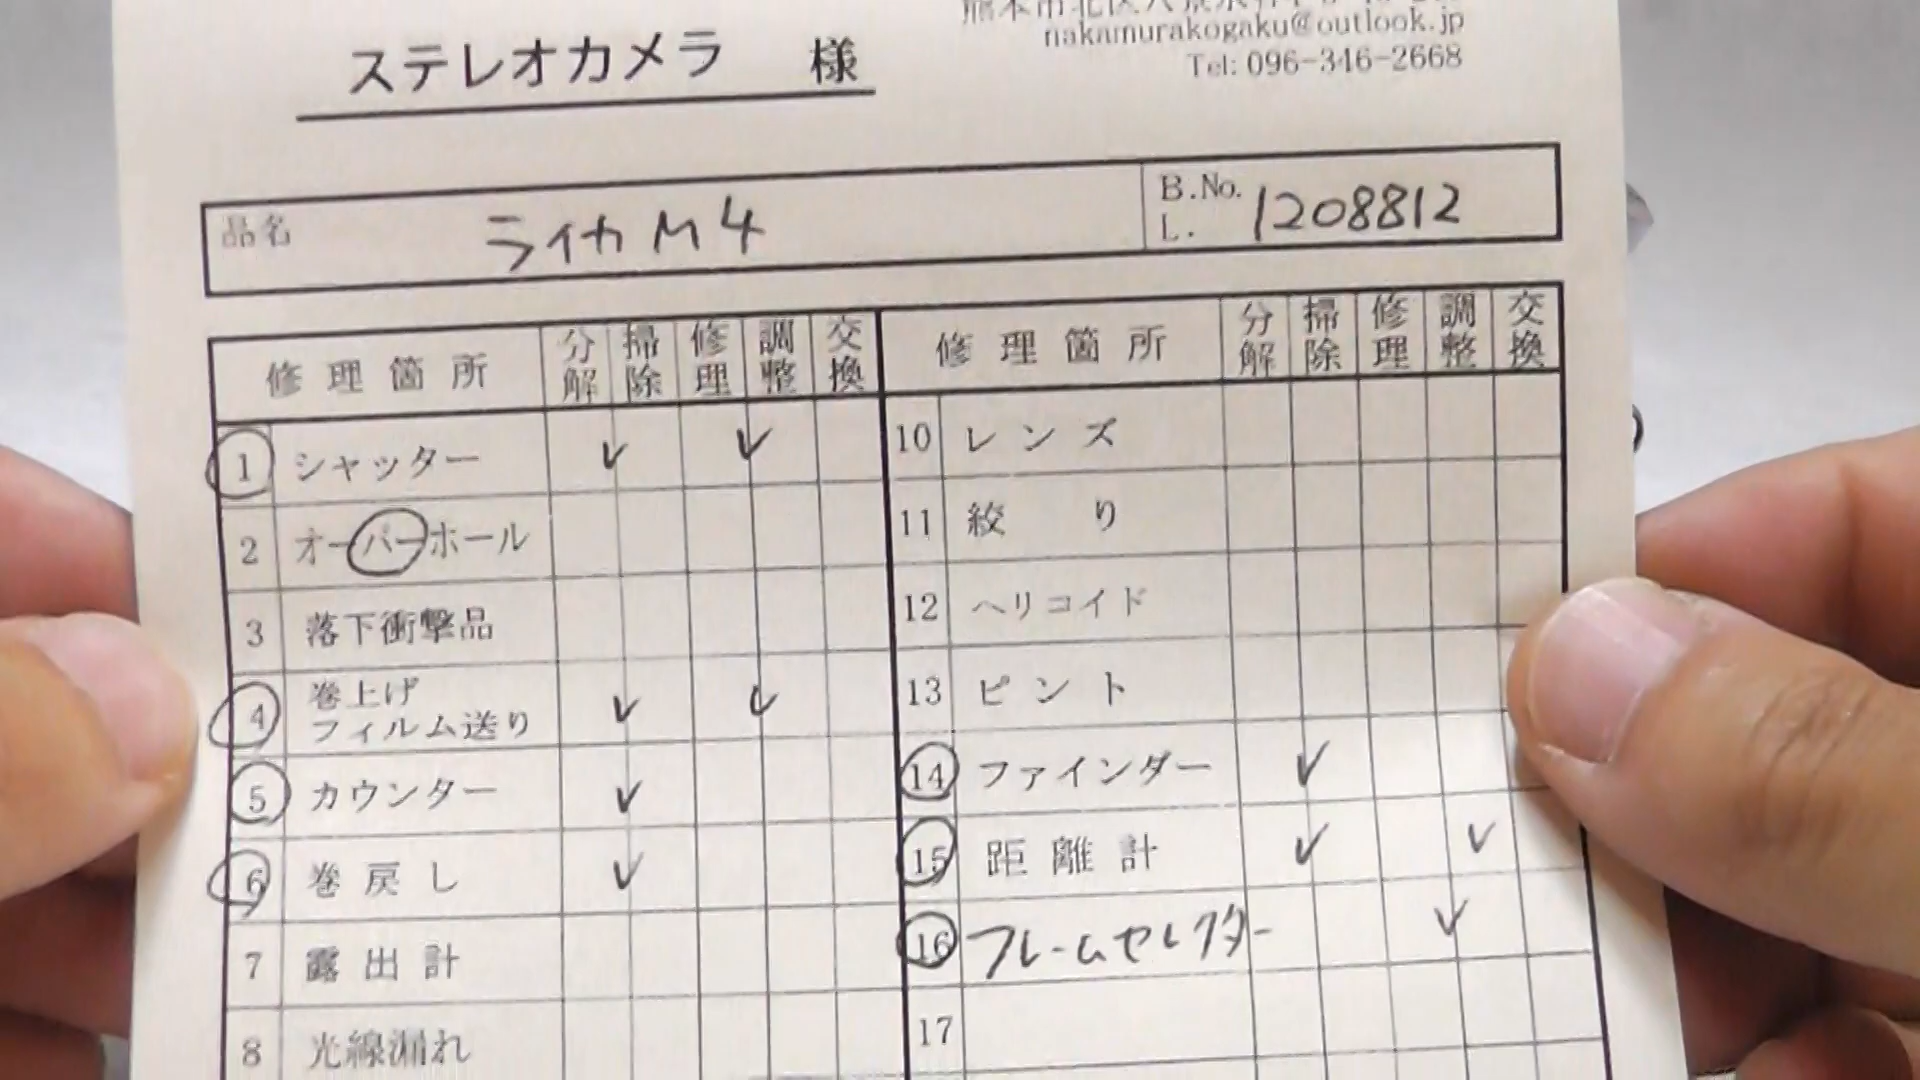 ステレオカメラ 様
nakamurakogaku@outlook.jp
Tel: 096-346-2668
品名 ライカM4 B.No. 1208812
L.
修理箇所 分解 掃除 修理 調整 交換 修理箇所 分解 掃除 修理 調整 交換
1 シャッター ✓ ✓ 10 レンズ
2 オーバーホール 11 絞り
3 落下衝撃品 12 ヘリコイド
4 巻上げ フィルム送り ✓ ✓ 13 ピント
5 カウンター ✓ 14 ファインダー ✓
6 巻戻し ✓ 15 距離計 ✓ ✓
7 露出計 16 フレームセレクター ✓
8 光線漏れ 17